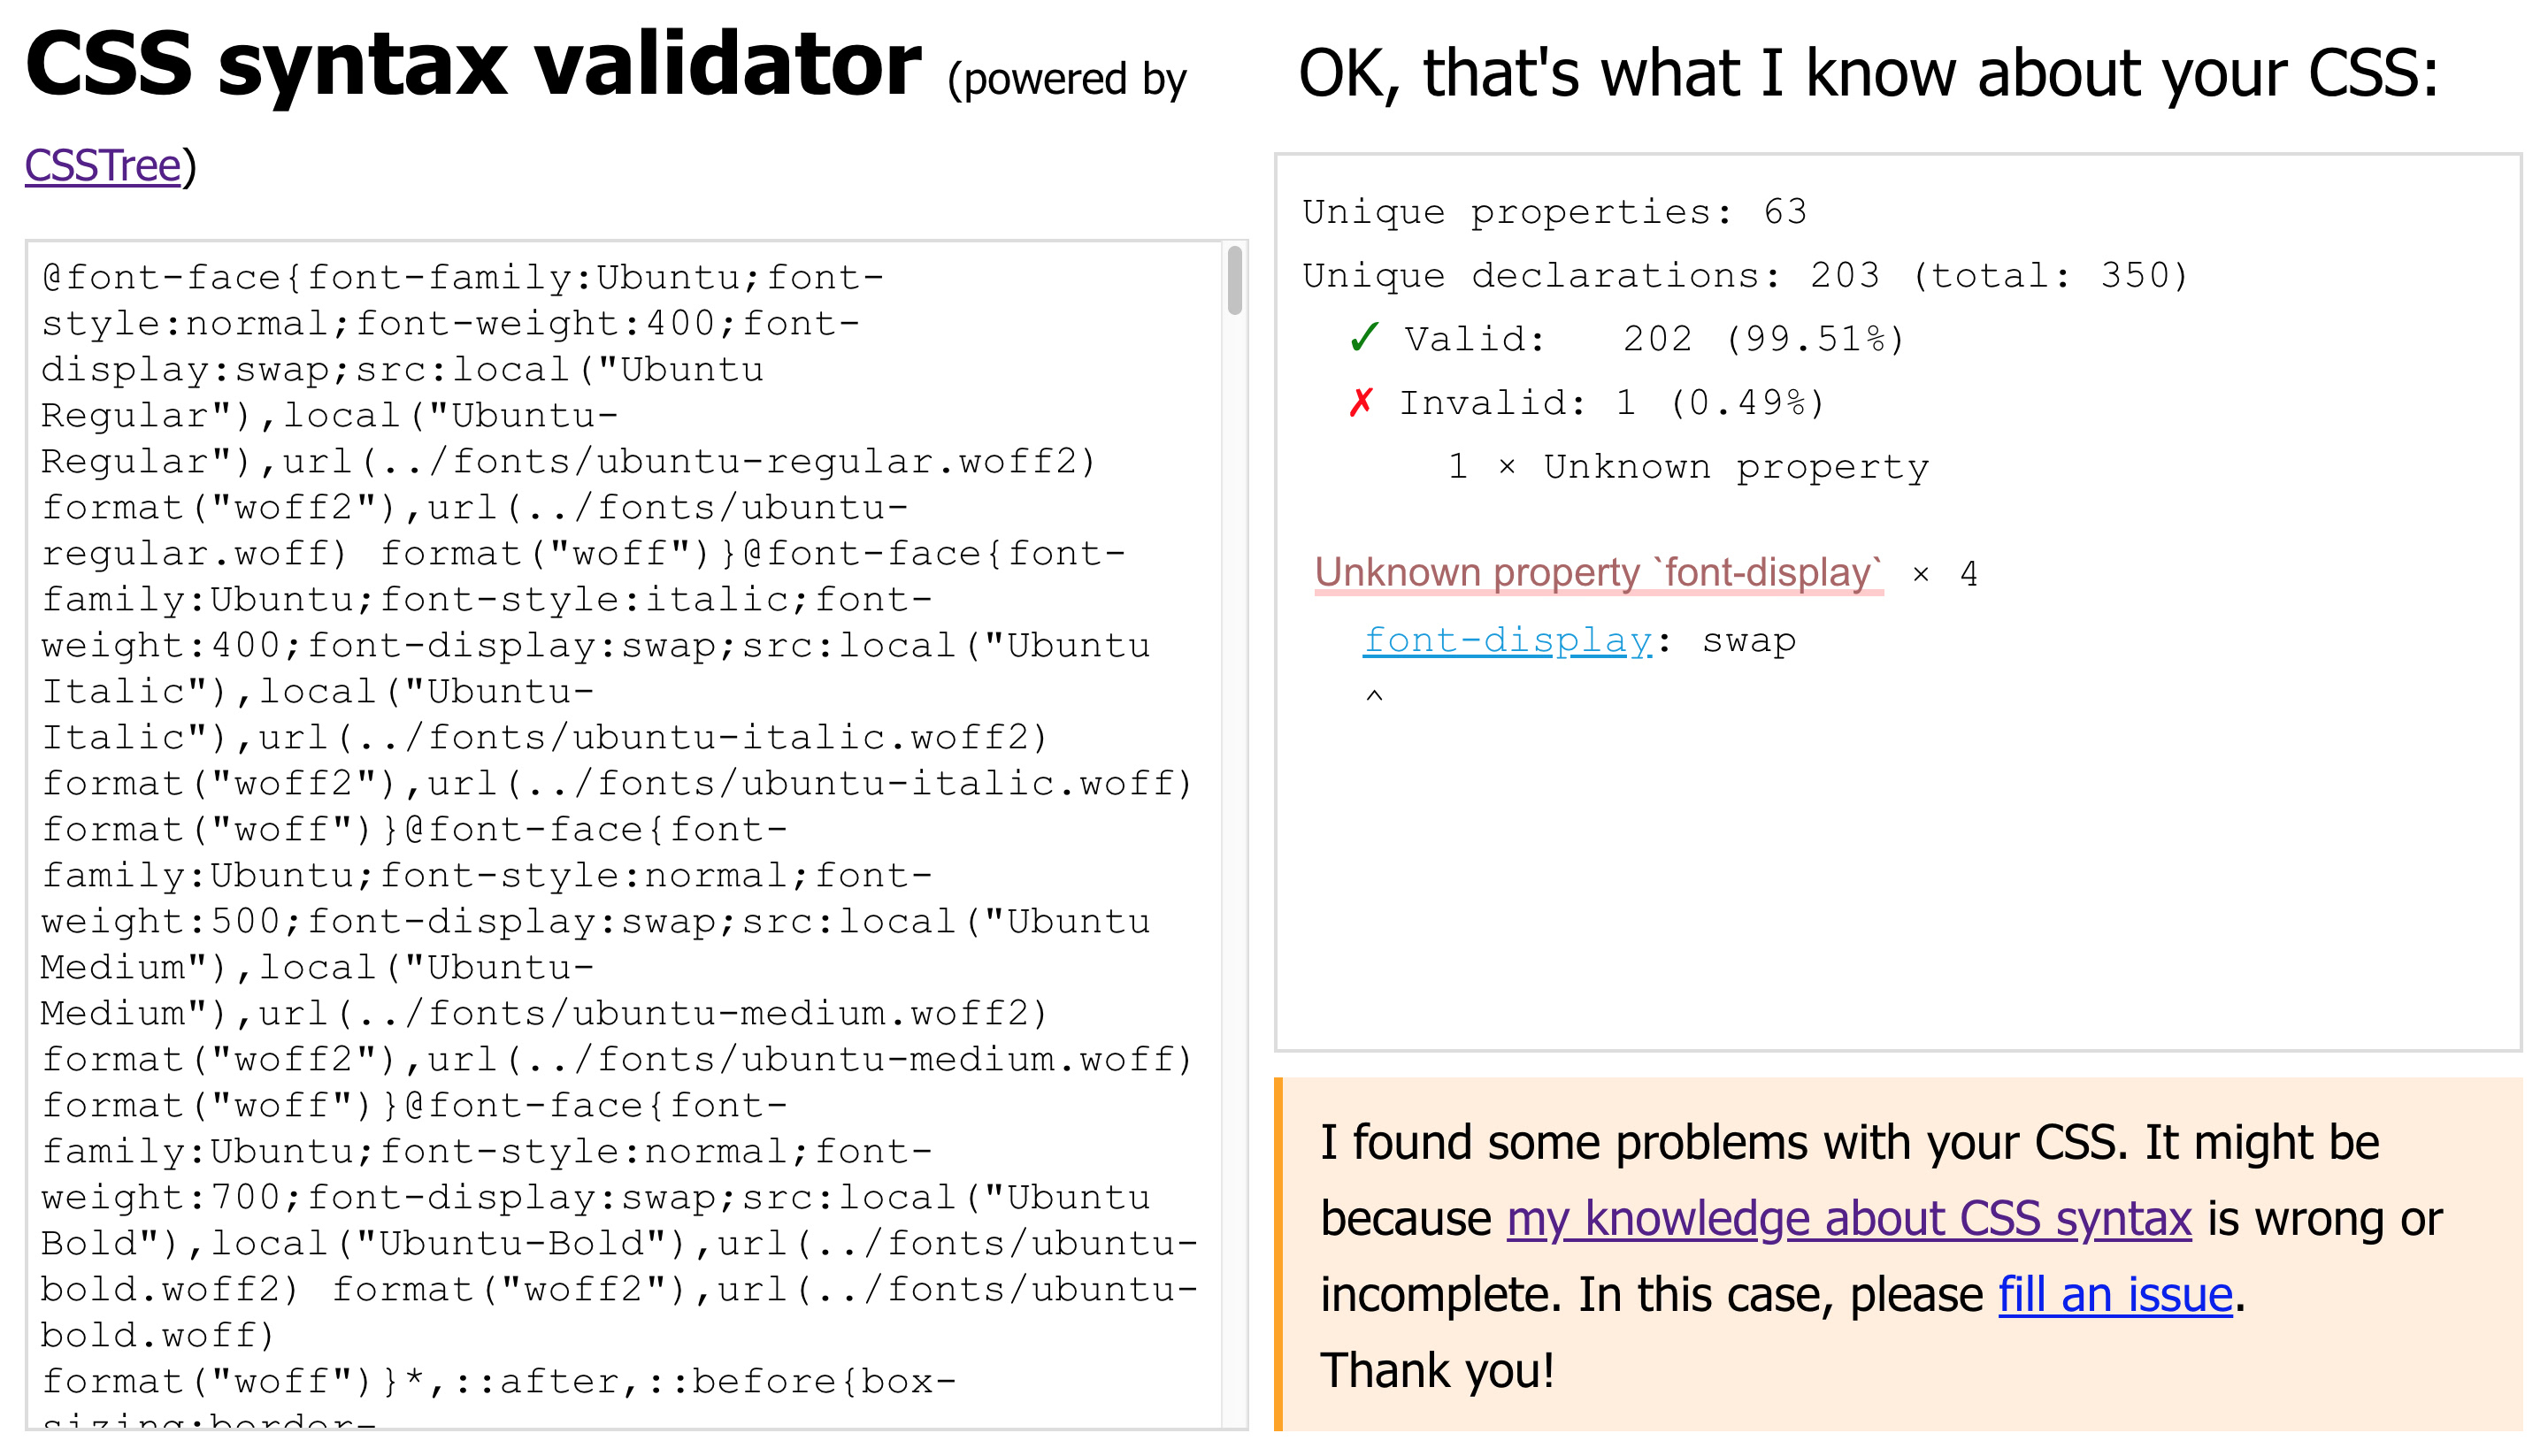 CSS syntax validator (powered by
CSSTree)
@font-face{font-family:Ubuntu;font-
style:normal;font-weight:400;font-
display:swap;src:local("Ubuntu
Regular"),local("Ubuntu-
Regular"),url(../fonts/ubuntu-regular.woff2)
format("woff2"),url(../fonts/ubuntu-
regular.woff) format("woff")}@font-face{font-
family:Ubuntu;font-style:italic;font-
weight:400;font-display:swap;src:local("Ubuntu
Italic"),local("Ubuntu-
Italic"),url(../fonts/ubuntu-italic.woff2)
format("woff2"),url(../fonts/ubuntu-italic.woff)
format("woff")}@font-face{font-
family:Ubuntu;font-style:normal;font-
weight:500;font-display:swap;src:local("Ubuntu
Medium"),local("Ubuntu-
Medium"),url(../fonts/ubuntu-medium.woff2)
format("woff2"),url(../fonts/ubuntu-medium.woff)
format("woff")}@font-face{font-
family:Ubuntu;font-style:normal;font-
weight:700;font-display:swap;src:local("Ubuntu
Bold"),local("Ubuntu-Bold"),url(../fonts/ubuntu-
bold.woff2) format("woff2"),url(../fonts/ubuntu-
bold.woff)
format("woff")}*,::after,::before{box-
sizing:border-
OK, that's what I know about your CSS:
Unique properties: 63
Unique declarations: 203 (total: 350)
✓ Valid: 202 (99.51%)
✗ Invalid: 1 (0.49%)
1 × Unknown property
Unknown property `font-display` × 4
font-display: swap
^
I found some problems with your CSS. It might be
because my knowledge about CSS syntax is wrong or
incomplete. In this case, please fill an issue.
Thank you!